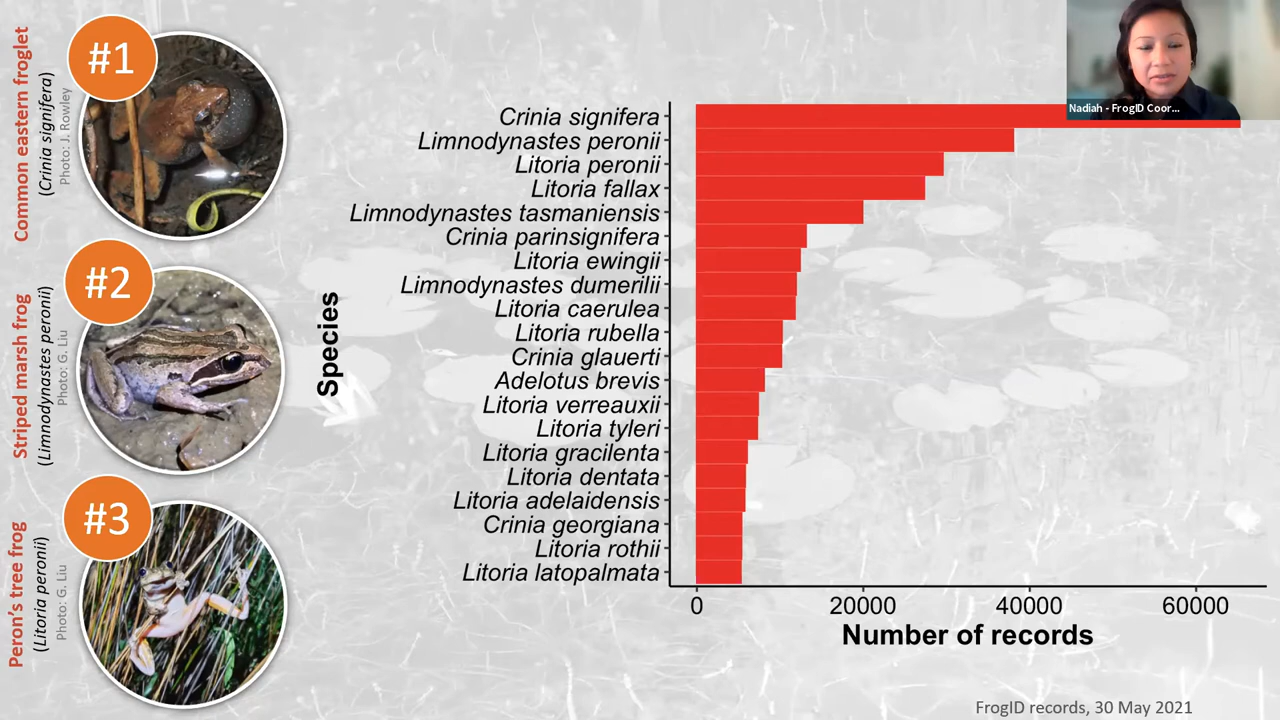 #1
Common eastern froglet
(Crinia signifera)
Photo: J. Rowley
#2
Striped marsh frog
(Limnodynastes peronii)
Photo: G. Liu
#3
Peron's tree frog
(Litoria peronii)
Photo: G. Liu
Species
Crinia signifera
Limnodynastes peronii
Litoria peronii
Litoria fallax
Limnodynastes tasmaniensis
Crinia parinsignifera
Litoria ewingii
Limnodynastes dumerilii
Litoria caerulea
Litoria rubella
Crinia glauerti
Adelotus brevis
Litoria verreauxii
Litoria tyleri
Litoria gracilenta
Litoria dentata
Litoria adelaidensis
Crinia georgiana
Litoria rothii
Litoria latopalmata
0 20000 40000 60000
Number of records
Nadiah - FrogID Coor...
FrogID records, 30 May 2021